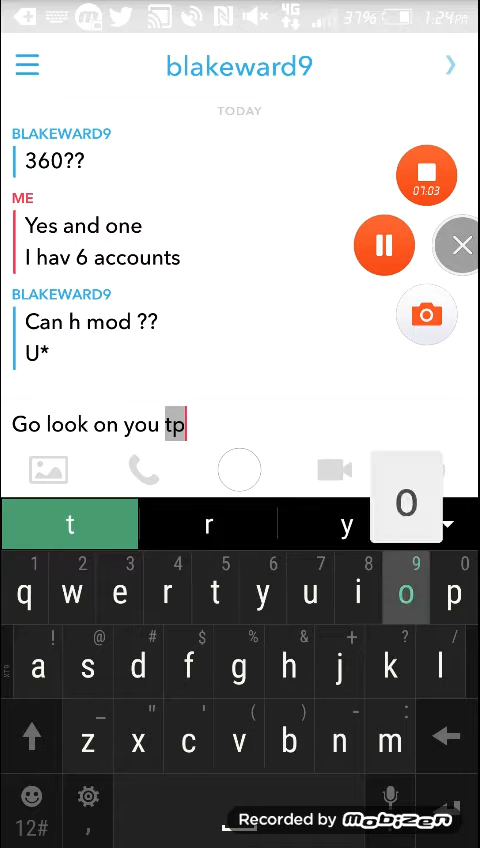 4G 37% 1:24PM
blakeward9
TODAY
BLAKEWARD9
360??
07:03
ME
Yes and one
I hav 6 accounts
BLAKEWARD9
Can h mod ??
U*
Go look on you tp
o
t r y
1 2 3 4 5 6 7 8 9 0
q w e r t y u i o p
! @ # $ % & + ? /
a s d f g h j k l
_ " ' ( ) - :
z x c v b n m
12# ,
Recorded by mobizen